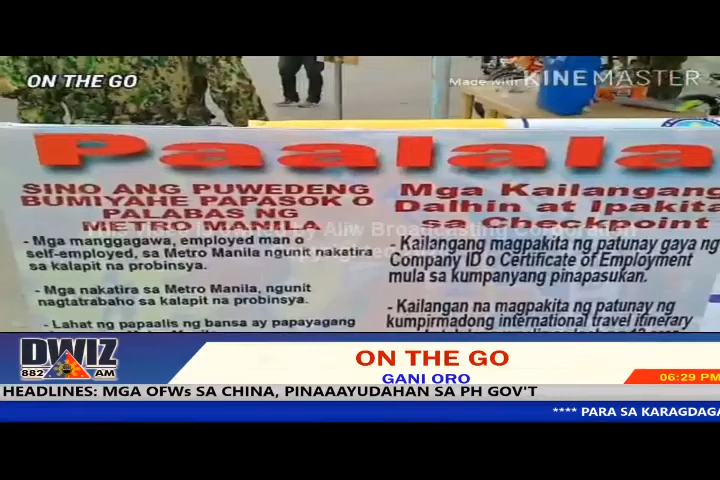 ON THE GO
Made with KINEMASTER
Paalala
SINO ANG PUWEDENG
BUMIYAHE PAPASOK O
PALABAS NG
METRO MANILA
- Mga manggagawa, employed man o
self-employed, sa Metro Manila ngunit nakatira
sa kalapit na probinsya.
- Mga nakatira sa Metro Manila, ngunit
nagtatrabaho sa kalapit na probinsya.
- Lahat ng papaalis ng bansa ay papayagang
Mga Kailangang
Dalhin at Ipakita
sa Checkpoint
- Kailangang magpakita ng patunay gaya ng
Company ID o Certificate of Employment
mula sa kumpanyang pinapasukan.
- Kailangan na magpakita ng patunay ng
kumpirmadong international travel itinerary
by Aliw Broadcasting Corporation
DWIZ
882 AM
ON THE GO
GANI ORO
06:29 PM
HEADLINES: MGA OFWs SA CHINA, PINAAAYUDAHAN SA PH GOV'T
**** PARA SA KARAGDAGA